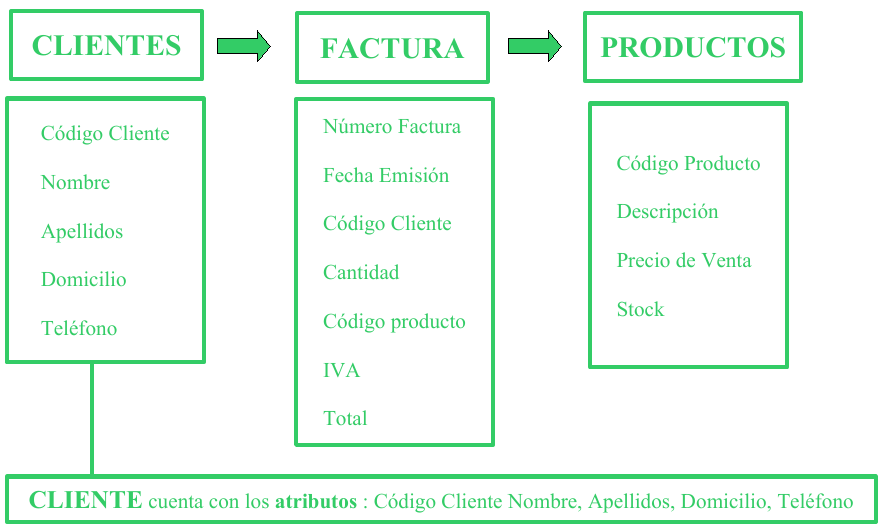 CLIENTES
FACTURA
PRODUCTOS
Código Cliente
Nombre
Apellidos
Domicilio
Teléfono
Número Factura
Fecha Emisión
Código Cliente
Cantidad
Código producto
IVA
Total
Código Producto
Descripción
Precio de Venta
Stock
CLIENTE cuenta con los atributos : Código Cliente Nombre, Apellidos, Domicilio, Teléfono